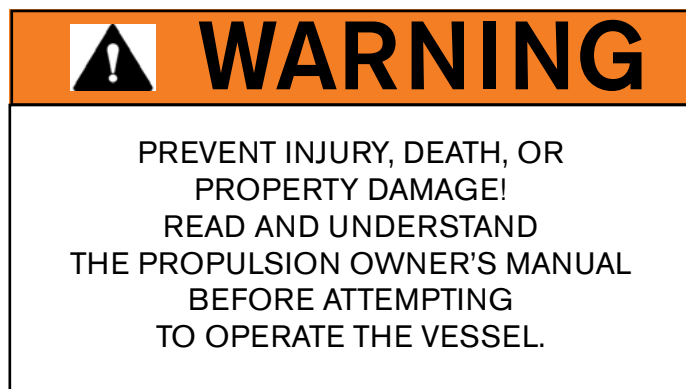 WARNING
PREVENT INJURY, DEATH, OR
PROPERTY DAMAGE!
READ AND UNDERSTAND
THE PROPULSION OWNER'S MANUAL
BEFORE ATTEMPTING
TO OPERATE THE VESSEL.